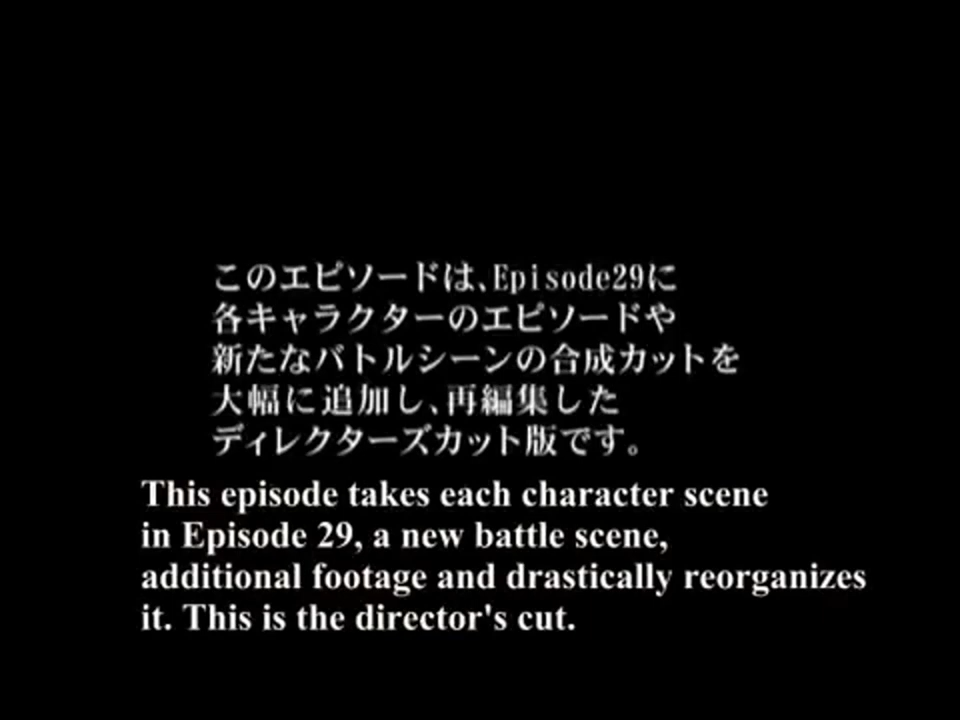 このエピソードは、Episode29に
各キャラクターのエピソードや
新たなバトルシーンの合成カットを
大幅に追加し、再編集した
ディレクターズカット版です。
This episode takes each character scene
in Episode 29, a new battle scene,
additional footage and drastically reorganizes
it. This is the director's cut.